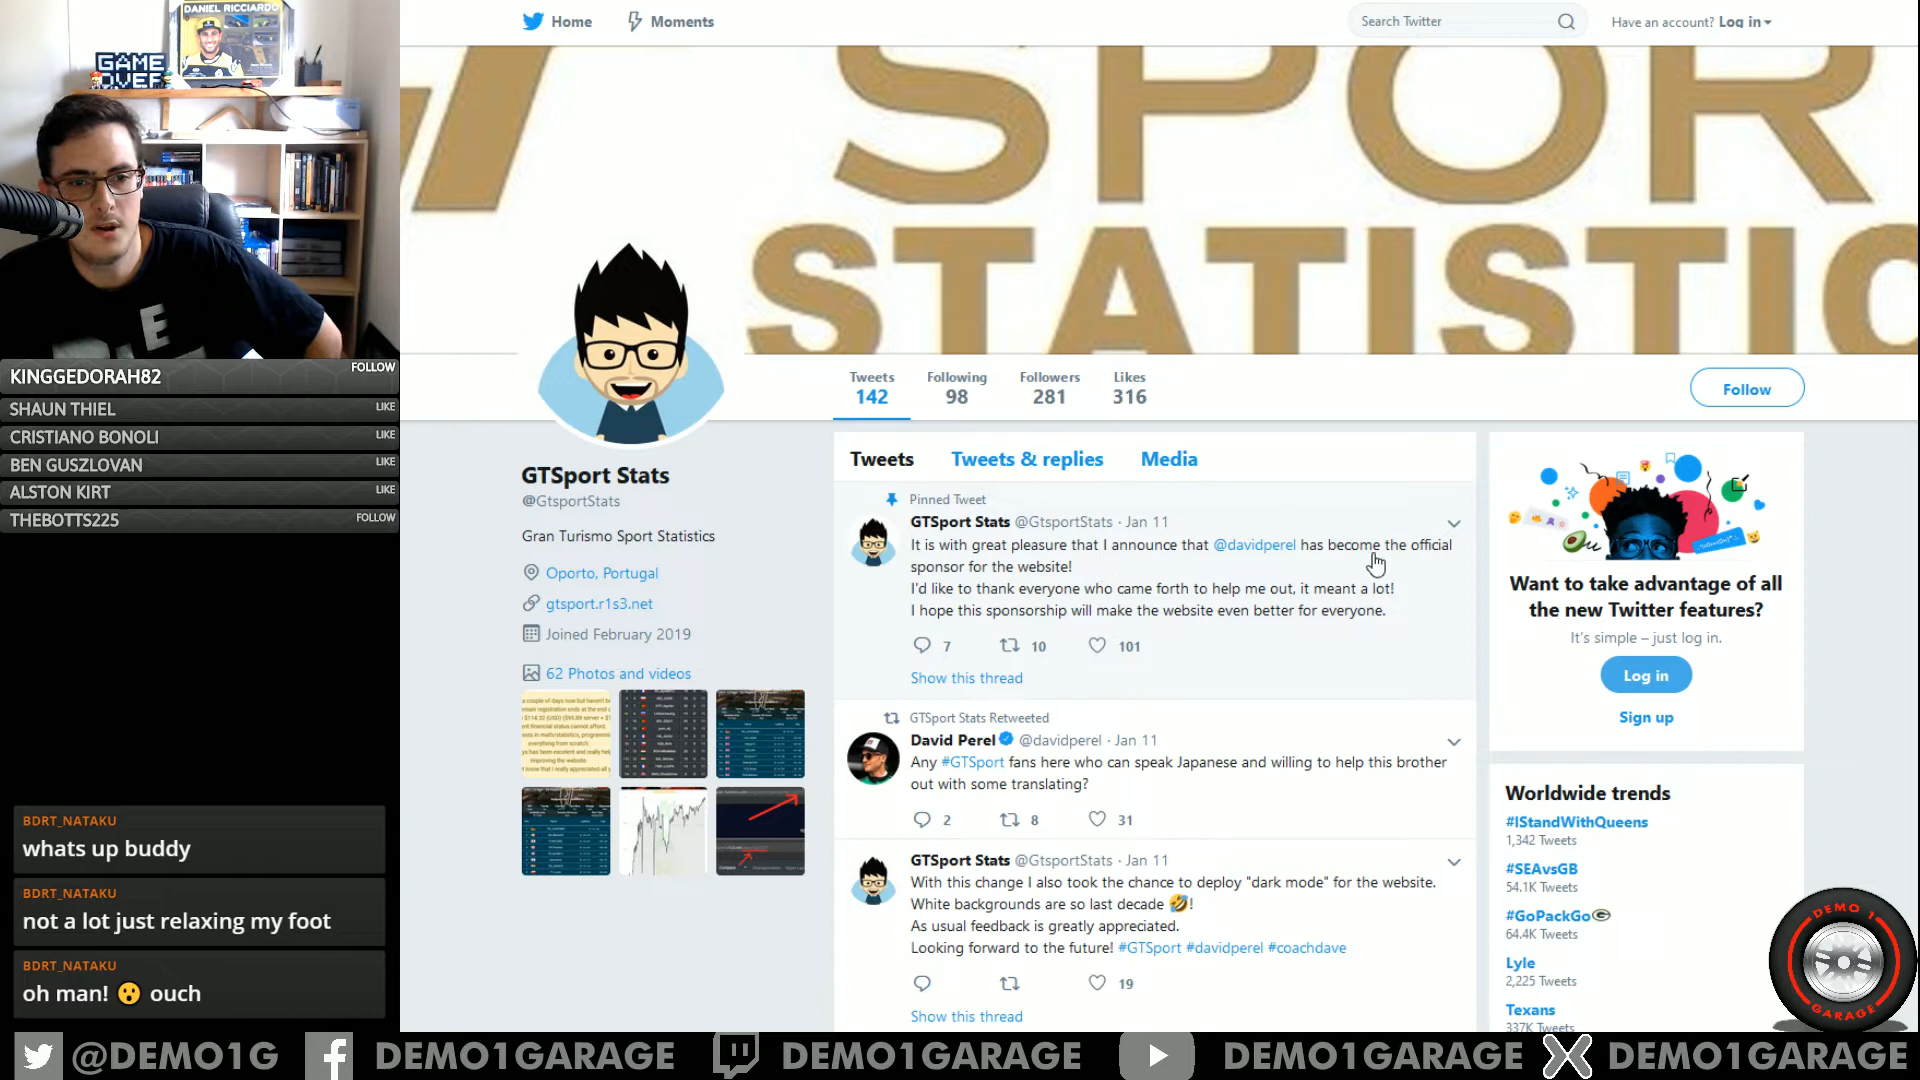 DANIEL RICCIARDO
GAME
OVER
Home
Moments
Search Twitter
Have an account? Log in
SPOR
STATISTIC
Tweets
142
Following
98
Followers
281
Likes
316
Follow
KINGGEDORAH82 FOLLOW
SHAUN THIEL LIKE
CRISTIANO BONOLI LIKE
BEN GUSZLOVAN LIKE
ALSTON KIRT LIKE
THEBOTTS225 FOLLOW
BDRT_NATAKU
whats up buddy
BDRT_NATAKU
not a lot just relaxing my foot
BDRT_NATAKU
oh man! 😮 ouch
GTSport Stats
@GtsportStats
Gran Turismo Sport Statistics
Oporto, Portugal
gtsport.r1s3.net
Joined February 2019
62 Photos and videos
Tweets Tweets & replies Media
Pinned Tweet
GTSport Stats @GtsportStats · Jan 11
It is with great pleasure that I announce that @davidperel has become the official
sponsor for the website!
I'd like to thank everyone who came forth to help me out, it meant a lot!
I hope this sponsorship will make the website even better for everyone.
7 10 101
Show this thread
GTSport Stats Retweeted
David Perel @davidperel · Jan 11
Any #GTSport fans here who can speak Japanese and willing to help this brother
out with some translating?
2 8 31
GTSport Stats @GtsportStats · Jan 11
With this change I also took the chance to deploy "dark mode" for the website.
White backgrounds are so last decade 🤣!
As usual feedback is greatly appreciated.
Looking forward to the future! #GTSport #davidperel #coachdave
19
Show this thread
Want to take advantage of all
the new Twitter features?
It's simple – just log in.
Log in
Sign up
Worldwide trends
#IStandWithQueens
1,342 Tweets
#SEAvsGB
54.1K Tweets
#GoPackGo
64.4K Tweets
Lyle
2,225 Tweets
Texans
337K Tweets
DEMO 1
GARAGE
@DEMO1G DEMO1GARAGE DEMO1GARAGE DEMO1GARAGE DEMO1GARAGE